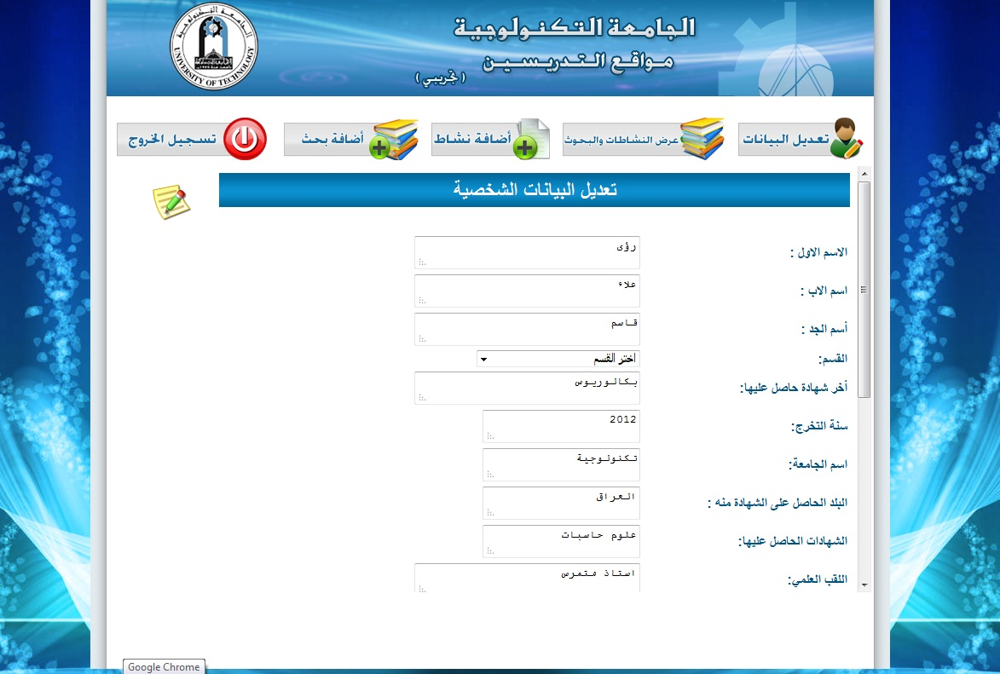 الجامعة التكنولوجية
مواقع التدريسين
(تجريبي)
الجامعة التكنولوجية
UNIVERSITY OF TECHNOLOGY
تعديل البيانات
عرض النشاطات والبحوث
أضافة نشاط
أضافة بحث
تسجيل الخروج
تعديل البيانات الشخصية
الاسم الاول : رؤى
اسم الاب : علاء
أسم الجد : قاسم
القسم: اختر القسم
أخر شهادة حاصل عليها: بكالوريوس
سنة التخرج: 2012
اسم الجامعة: تكنولوجية
البلد الحاصل على الشهادة منه : العراق
الشهادات الحاصل عليها: علوم حاسبات
اللقب العلمي: استاذ متمرس
Google Chrome